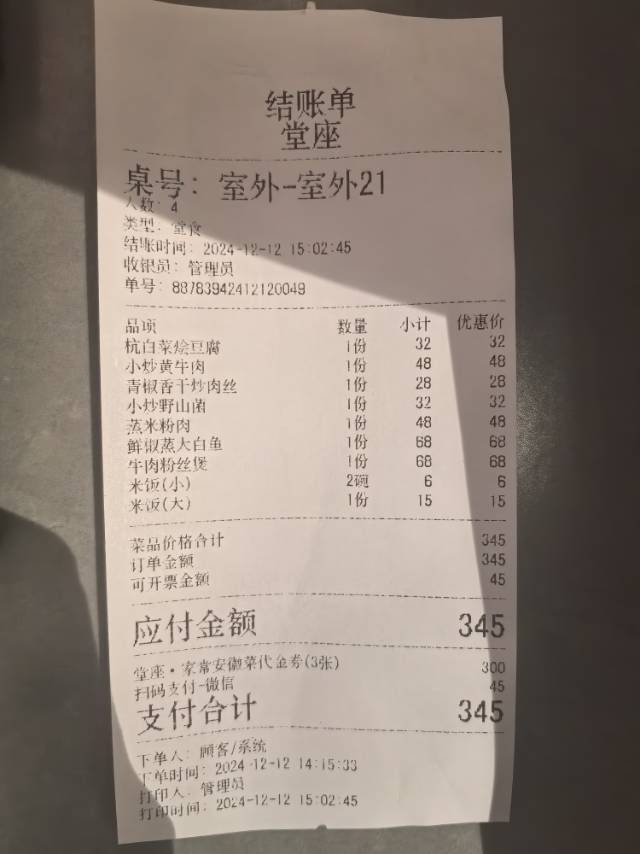 结账单
堂座
桌号: 室外-室外21
人数: 4
类型: 堂食
结账时间: 2024-12-12 15:02:45
收银员: 管理员
单号: 88783942412120049
品项 数量 小计 优惠价
杭白菜烩豆腐 1份 32 32
小炒黄牛肉 1份 48 48
青椒香干炒肉丝 1份 28 28
小炒野山菌 1份 32 32
蒸米粉肉 1份 48 48
鲜椒蒸大白鱼 1份 68 68
牛肉粉丝煲 1份 68 68
米饭(小) 2碗 6 6
米饭(大) 1份 15 15
菜品价格合计 345
订单金额 345
可开票金额 45
应付金额 345
堂座·家常安徽菜代金券(3张) 300
扫码支付-微信 45
支付合计 345
下单人: 顾客/系统
下单时间: 2024-12-12 14:15:33
打印人: 管理员
打印时间: 2024-12-12 15:02:45